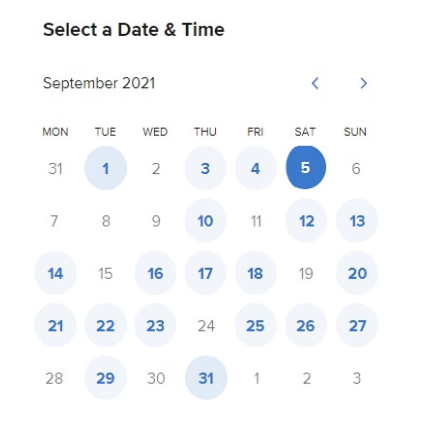 Select a Date & Time
September 2021
MON TUE WED THU FRI SAT SUN
31 1 2 3 4 5 6
7 8 9 10 11 12 13
14 15 16 17 18 19 20
21 22 23 24 25 26 27
28 29 30 31 1 2 3